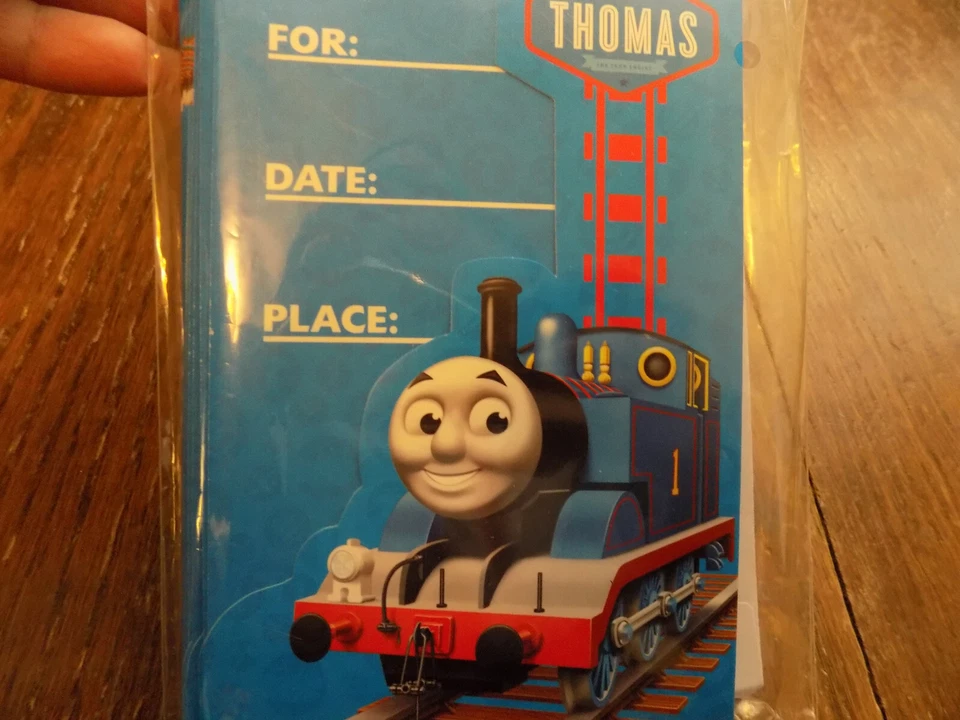 FOR:
THOMAS
DATE:
PLACE:
1